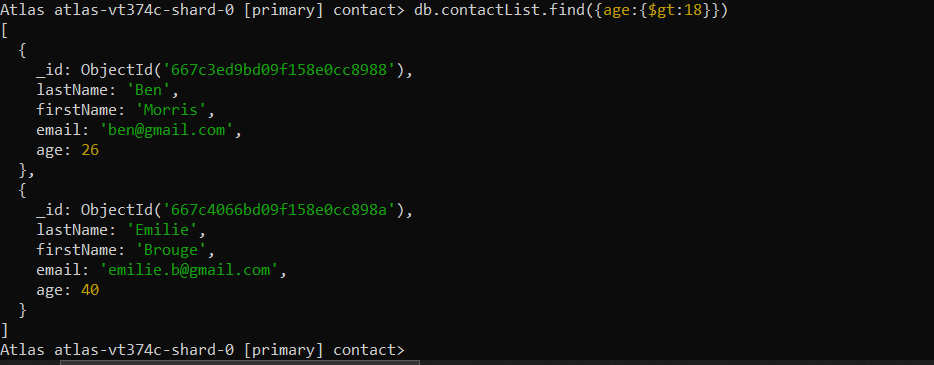 Atlas atlas-vt374c-shard-0 [primary] contact> db.contactList.find({age:{$gt:18}})
[
  {
    _id: ObjectId('667c3ed9bd09f158e0cc8988'),
    lastName: 'Ben',
    firstName: 'Morris',
    email: 'ben@gmail.com',
    age: 26
  },
  {
    _id: ObjectId('667c4066bd09f158e0cc898a'),
    lastName: 'Emilie',
    firstName: 'Brouge',
    email: 'emilie.b@gmail.com',
    age: 40
  }
]
Atlas atlas-vt374c-shard-0 [primary] contact>